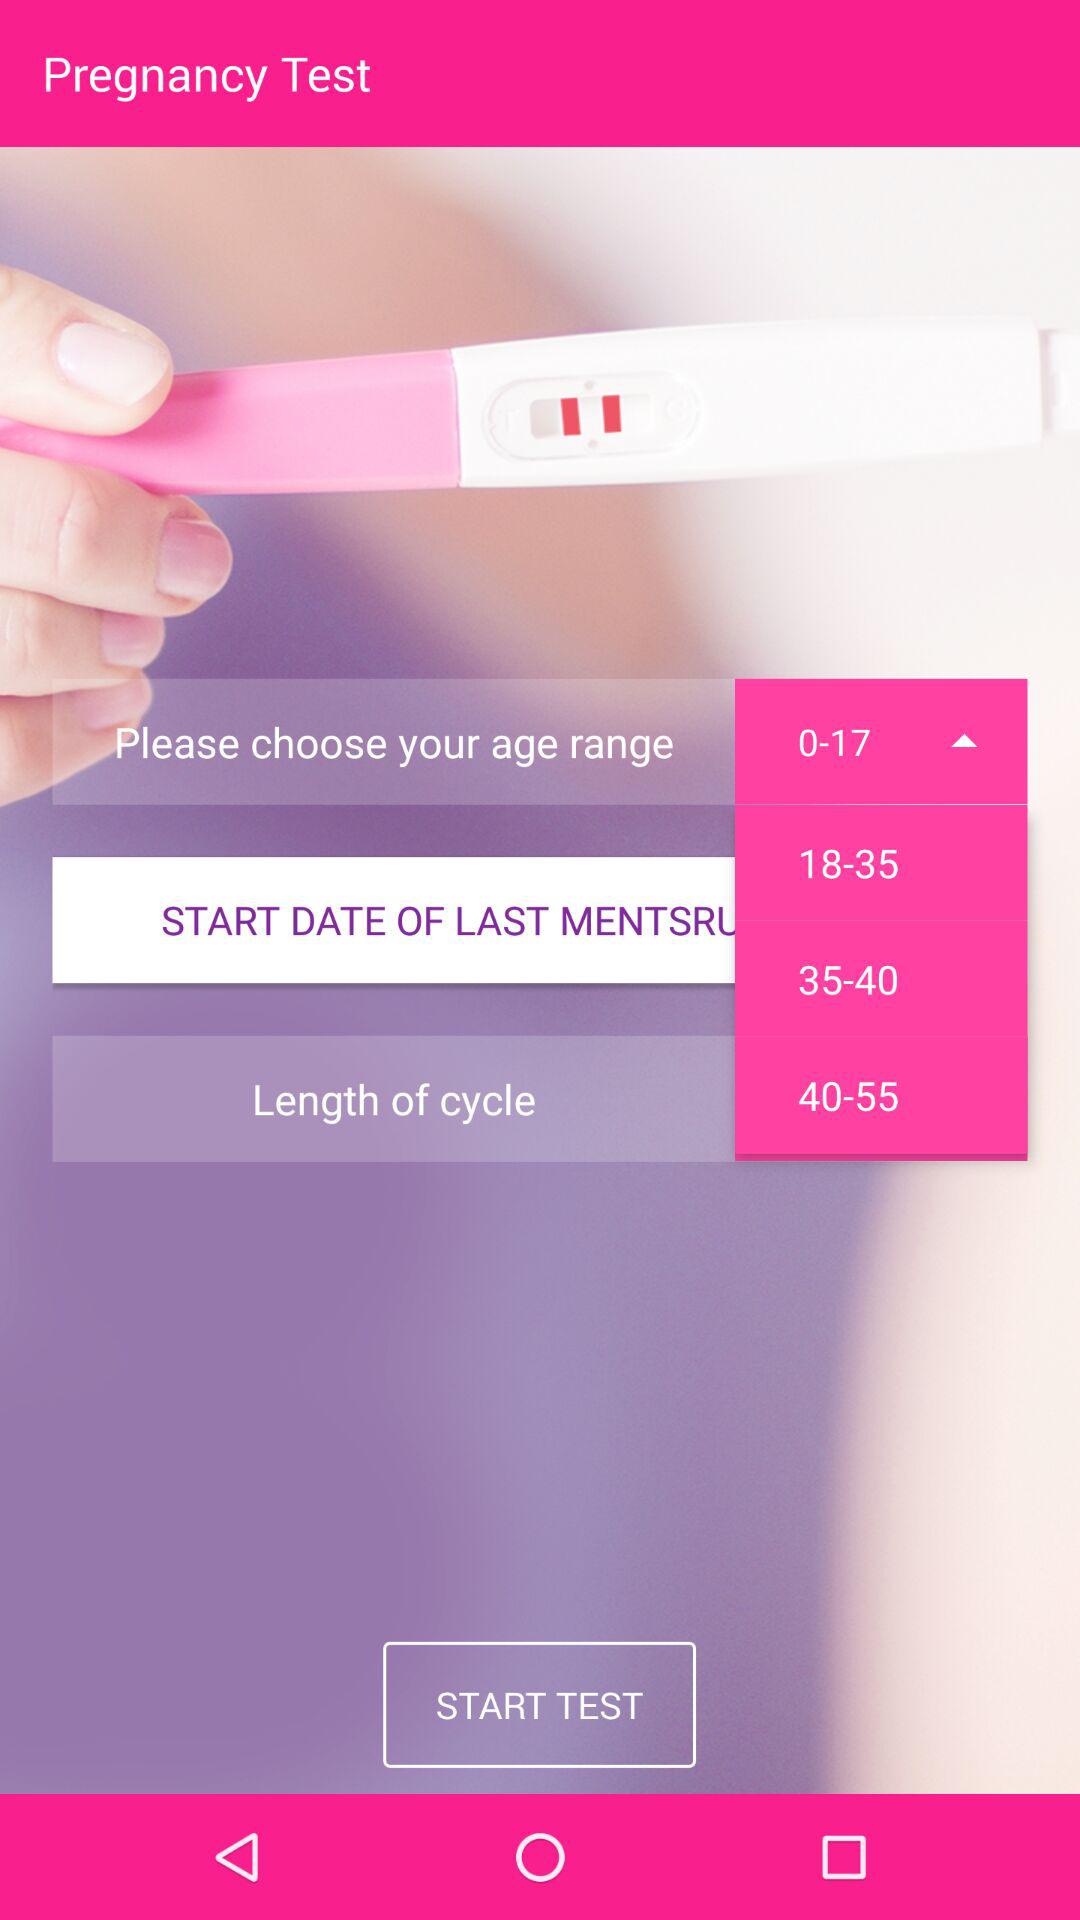 Pregnancy Test
Please choose your age range
0-17
18-35
START DATE OF LAST MENTSRU
35-40
Length of cycle
40-55
START TEST